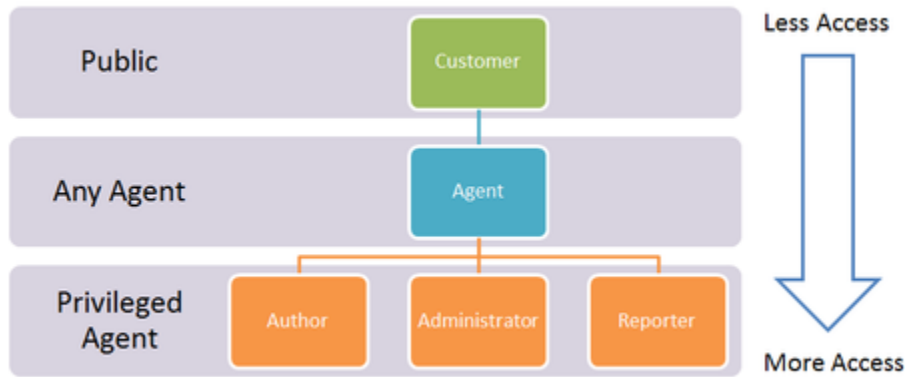 Public
Customer
Less Access
Any Agent
Agent
Privileged
Agent
Author
Administrator
Reporter
More Access